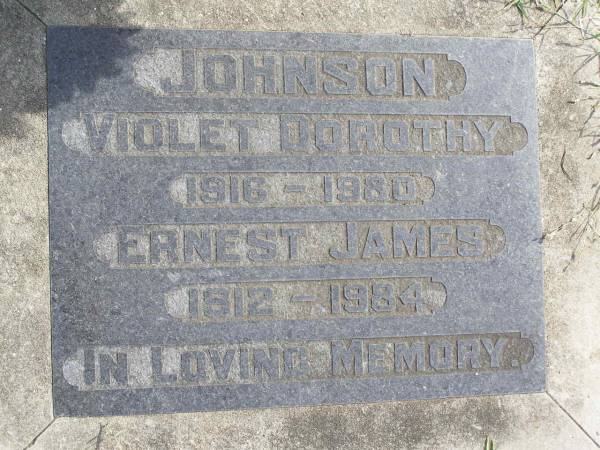 JOHNSON
VIOLET DOROTHY
1916 - 1980
ERNEST JAMES
1912 - 1984
IN LOVING MEMORY.